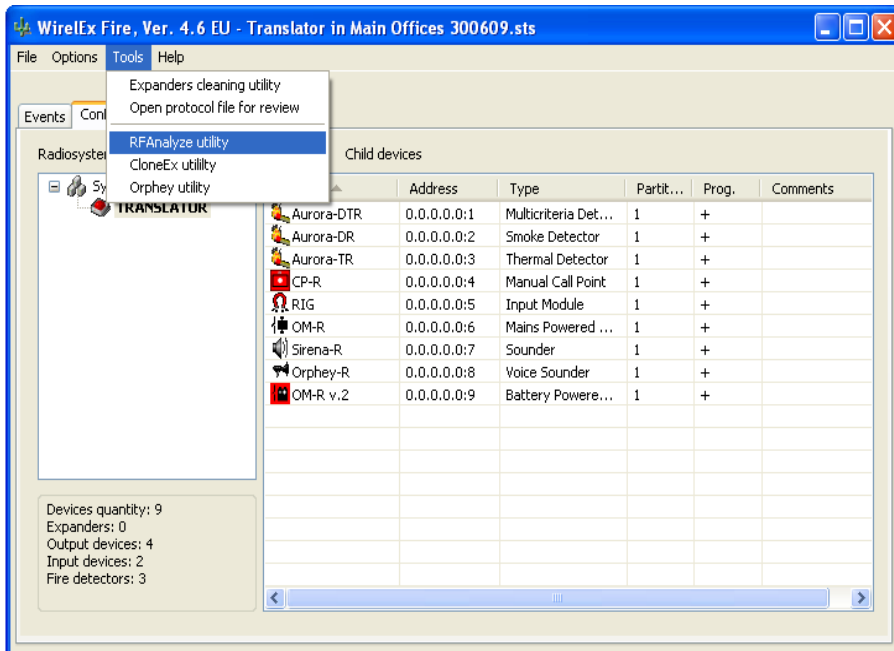 WirelEx Fire, Ver. 4.6 EU - Translator in Main Offices 300609.sts
File Options Tools Help
Expanders cleaning utility
Open protocol file for review
RFAnalyze utility
CloneEx utililty
Orphey utility
Events Con
Radiosyster Child devices
Sy
TRANSLATOR
Address Type Partit... Prog. Comments
Aurora-DTR 0.0.0.0.0:1 Multicriteria Det... 1 +
Aurora-DR 0.0.0.0.0:2 Smoke Detector 1 +
Aurora-TR 0.0.0.0.0:3 Thermal Detector 1 +
CP-R 0.0.0.0.0:4 Manual Call Point 1 +
RIG 0.0.0.0.0:5 Input Module 1 +
OM-R 0.0.0.0.0:6 Mains Powered ... 1 +
Sirena-R 0.0.0.0.0:7 Sounder 1 +
Orphey-R 0.0.0.0.0:8 Voice Sounder 1 +
OM-R v.2 0.0.0.0.0:9 Battery Powere... 1 +
Devices quantity: 9
Expanders: 0
Output devices: 4
Input devices: 2
Fire detectors: 3